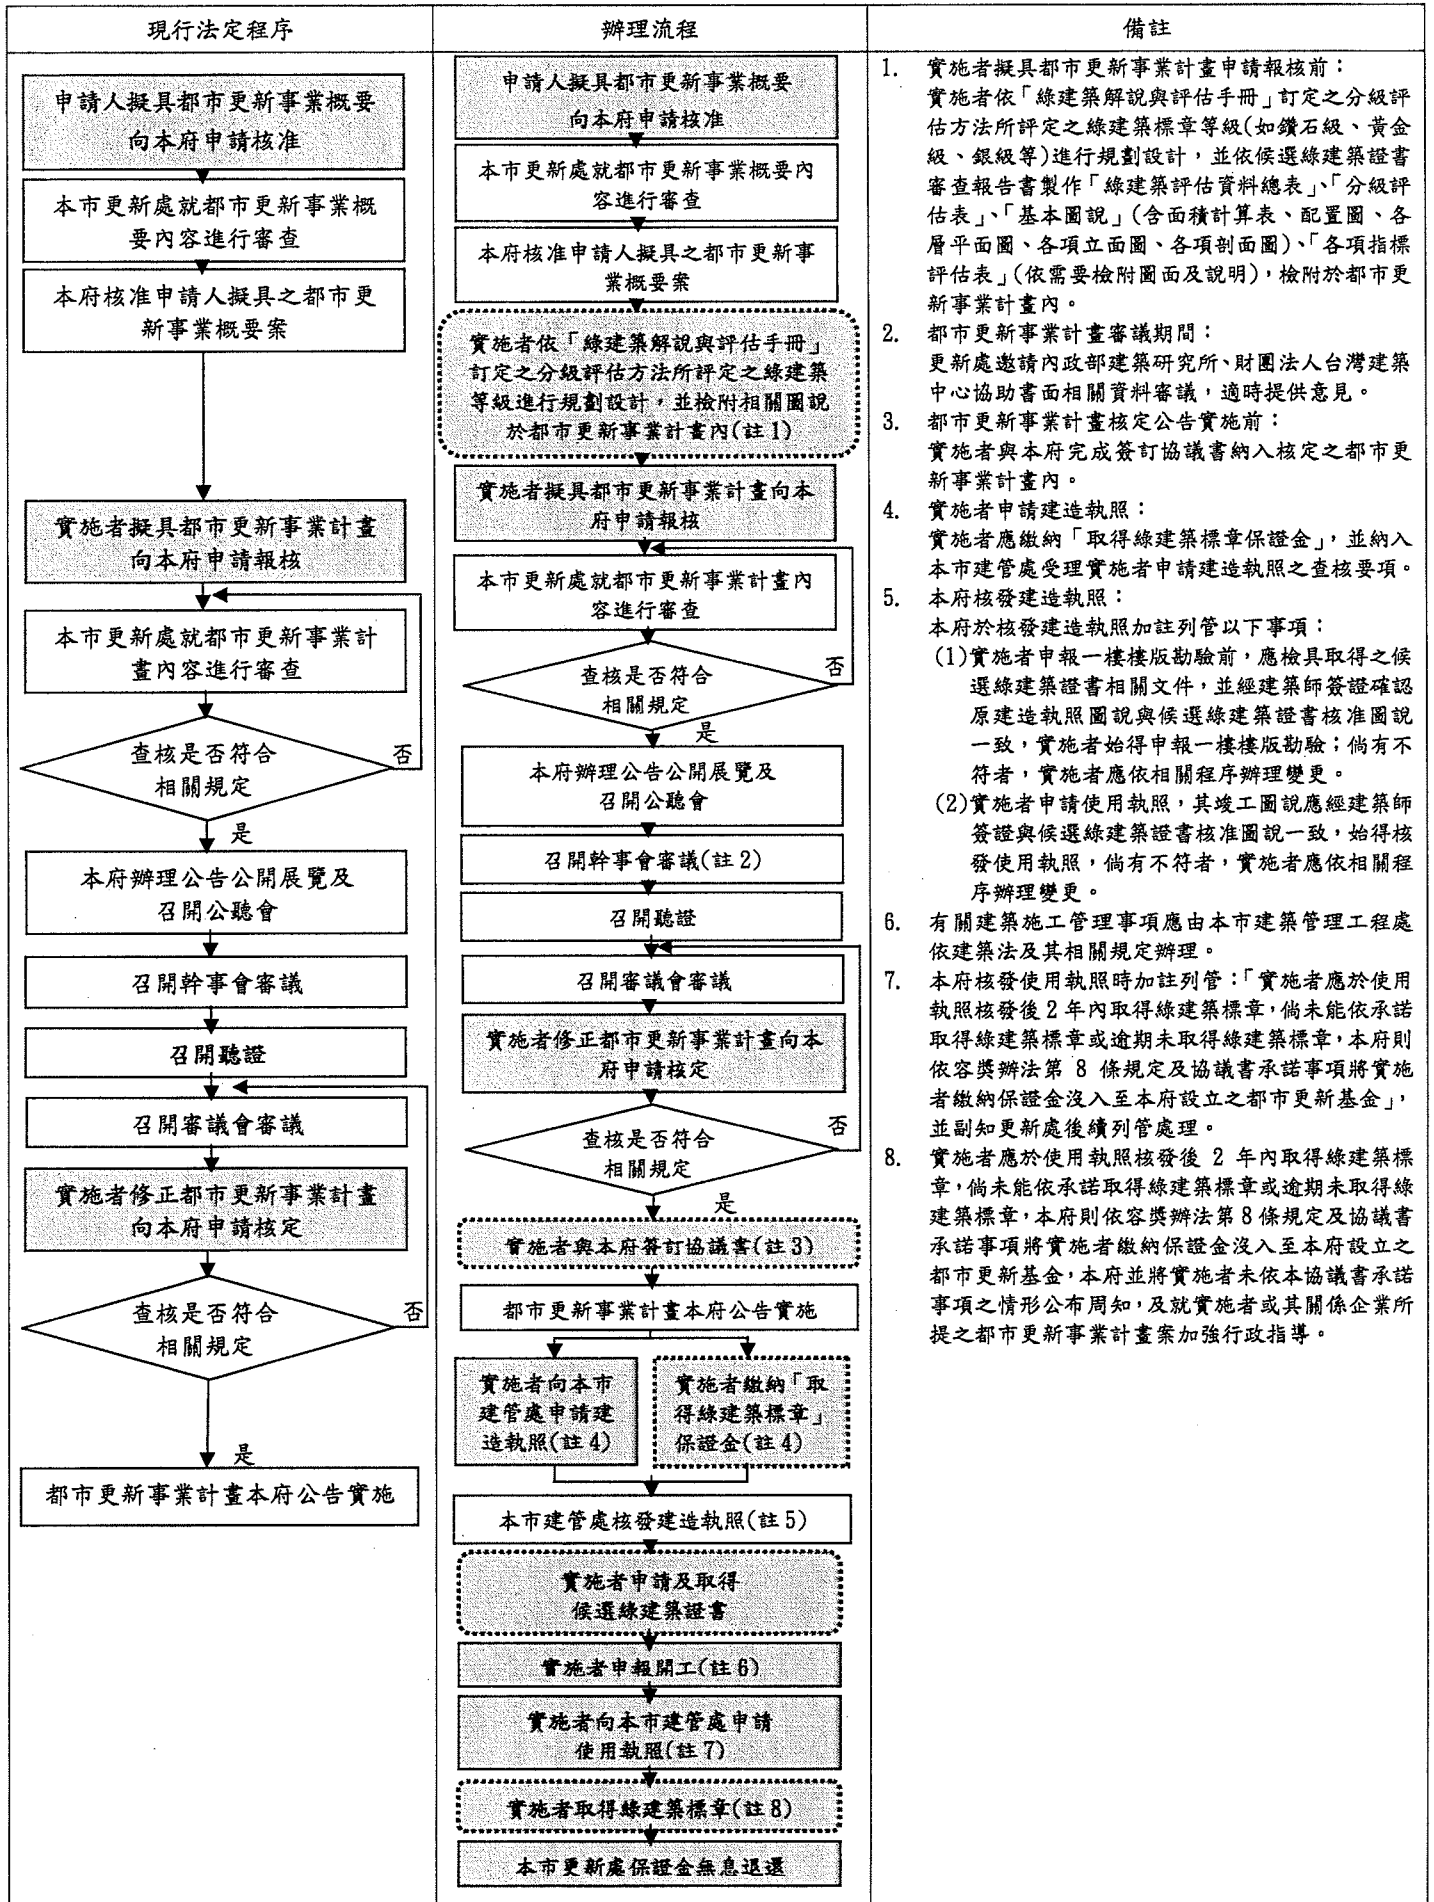 現行法定程序
申請人擬具都市更新事業概要
向本府申請核准
本市更新處就都市更新事業概
要內容進行審查
本府核准申請人擬具之都市更
新事業概要案
實施者擬具都市更新事業計畫
向本府申請報核
本市更新處就都市更新事業計
畫內容進行審查
查核是否符合
相關規定
否
是
本府辦理公告公開展覽及
召開公聽會
召開幹事會審議
召開聽證
召開審議會審議
實施者修正都市更新事業計畫
向本府申請核定
查核是否符合
相關規定
否
是
都市更新事業計畫本府公告實施
辦理流程
申請人擬具都市更新事業概要
向本府申請核准
本市更新處就都市更新事業概要內
容進行審查
本府核准申請人擬具之都市更新事
業概要案
實施者依「綠建築解說與評估手冊」
訂定之分級評估方法所評定之綠建築
等級進行規劃設計，並檢附相關圖說
於都市更新事業計畫內(註1)
實施者擬具都市更新事業計畫向本
府申請報核
本市更新處就都市更新事業計畫內
容進行審查
查核是否符合
相關規定
否
是
本府辦理公告公開展覽及
召開公聽會
召開幹事會審議(註2)
召開聽證
召開審議會審議
實施者修正都市更新事業計畫向本
府申請核定
查核是否符合
相關規定
否
是
實施者與本府簽訂協議書(註3)
都市更新事業計畫本府公告實施
實施者向本市
建管處申請建
造執照(註4)
實施者繳納「取
得綠建築標章」
保證金(註4)
本市建管處核發建造執照(註5)
實施者申請及取得
候選綠建築證書
實施者申報開工(註6)
實施者向本市建管處申請
使用執照(註7)
實施者取得綠建築標章(註8)
本市更新處保證金無息退還
備註
1. 實施者擬具都市更新事業計畫申請報核前：
實施者依「綠建築解說與評估手冊」訂定之分級評
估方法所評定之綠建築標章等級(如鑽石級、黃金
級、銀級等)進行規劃設計，並依候選綠建築證書
審查報告書製作「綠建築評估資料總表」、「分級評
估表」、「基本圖說」(含面積計算表、配置圖、各
層平面圖、各項立面圖、各項剖面圖)、「各項指標
評估表」(依需要檢附圖面及說明)，檢附於都市更
新事業計畫內。
2. 都市更新事業計畫審議期間：
更新處邀請內政部建築研究所、財團法人台灣建築
中心協助書面相關資料審議，適時提供意見。
3. 都市更新事業計畫核定公告實施前：
實施者與本府完成簽訂協議書納入核定之都市更
新事業計畫內。
4. 實施者申請建造執照：
實施者應繳納「取得綠建築標章保證金」，並納入
本市建管處受理實施者申請建造執照之查核要項。
5. 本府核發建造執照：
本府於核發建造執照加註列管以下事項：
(1)實施者申報一樓樓版勘驗前，應檢具取得之候
選綠建築證書相關文件，並經建築師簽證確認
原建造執照圖說與候選綠建築證書核准圖說
一致，實施者始得申報一樓樓版勘驗；倘有不
符者，實施者應依相關程序辦理變更。
(2)實施者申請使用執照，其竣工圖說應經建築師
簽證與候選綠建築證書核准圖說一致，始得核
發使用執照，倘有不符者，實施者應依相關程
序辦理變更。
6. 有關建築施工管理事項應由本市建築管理工程處
依建築法及其相關規定辦理。
7. 本府核發使用執照時加註列管：「實施者應於使用
執照核發後2年內取得綠建築標章，倘未能依承諾
取得綠建築標章或逾期未取得綠建築標章，本府則
依容獎辦法第 8 條規定及協議書承諾事項將實施
者繳納保證金沒入至本府設立之都市更新基金」，
並副知更新處後續列管處理。
8. 實施者應於使用執照核發後 2 年內取得綠建築標
章，倘未能依承諾取得綠建築標章或逾期未取得綠
建築標章，本府則依容獎辦法第8條規定及協議書
承諾事項將實施者繳納保證金沒入至本府設立之
都市更新基金，本府並將實施者未依本協議書承諾
事項之情形公布周知，及就實施者或其關係企業所
提之都市更新事業計畫案加強行政指導。